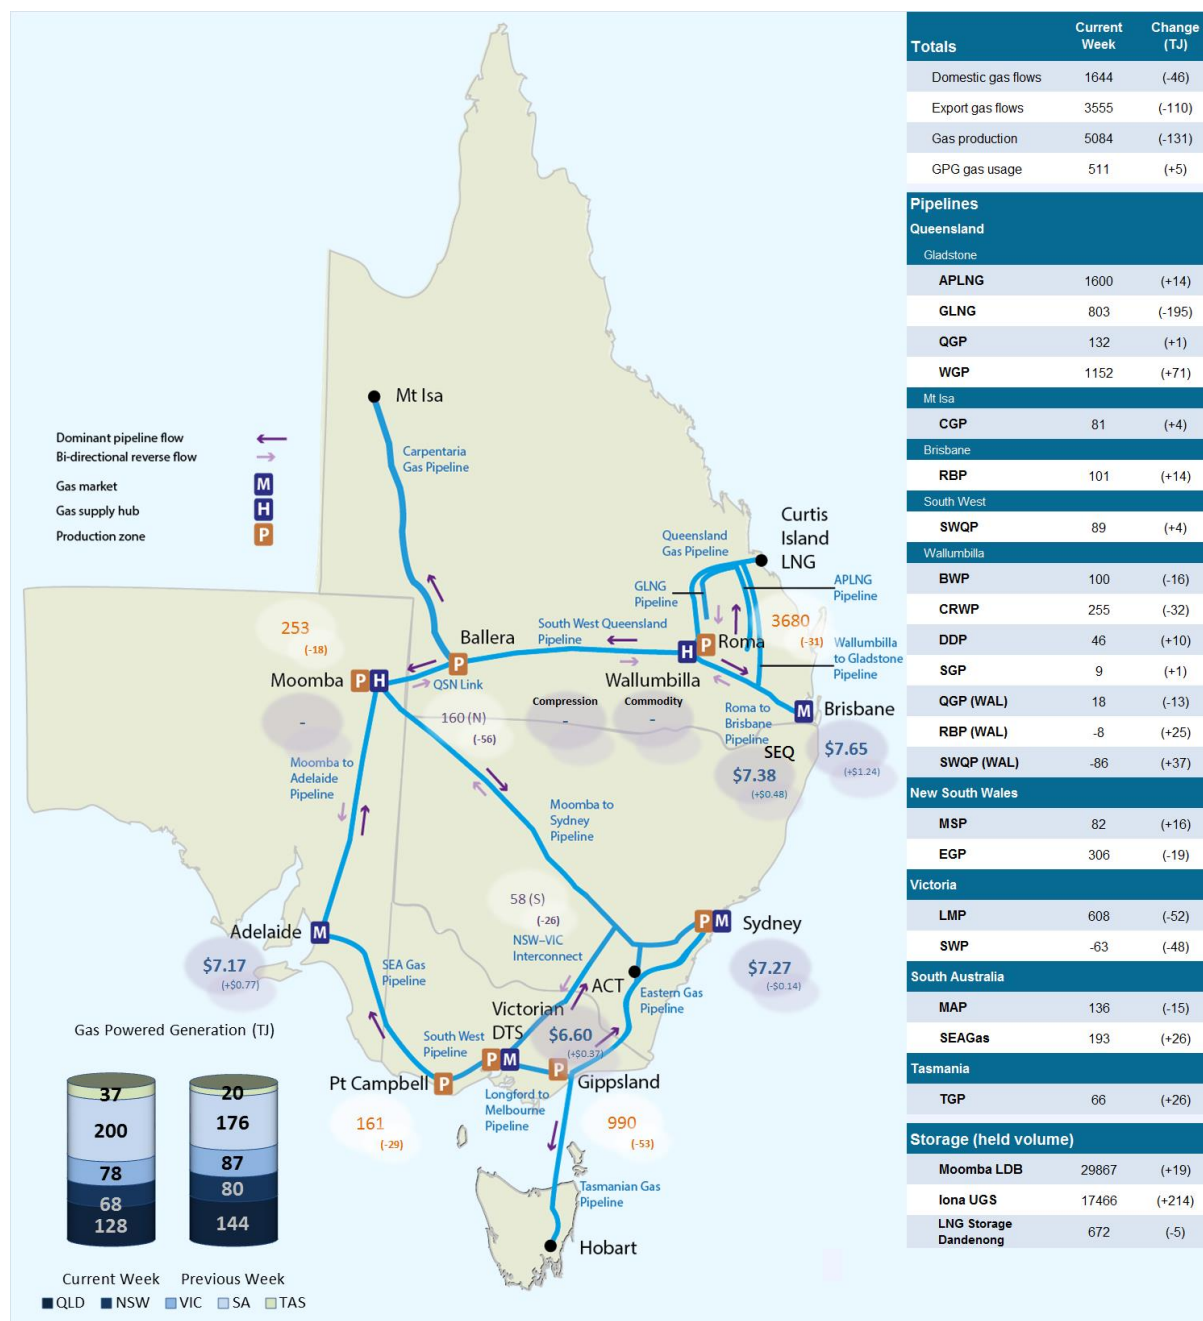 Dominant pipeline flow
Bi-directional reverse flow
Gas market M
Gas supply hub H
Production zone P
Mt Isa
Carpentaria
Gas Pipeline
Curtis
Island
LNG
Queensland
Gas Pipeline
GLNG
Pipeline
APLNG
Pipeline
3680
(-31)
253
(-18)
Ballera
P
South West Queensland
Pipeline
H P Roma
Wallumbilla
to Gladstone
Pipeline
Moomba P H
QSN Link
Wallumbilla
-
160 (N)
(-56)
Compression
-
Commodity
-
Roma to
Brisbane
Pipeline
M Brisbane
$7.65
(+$1.24)
SEQ
$7.38
(+$0.48)
Moomba to
Adelaide
Pipeline
Moomba to
Sydney
Pipeline
58 (S)
(-26)
NSW–VIC
Interconnect
P M Sydney
$7.27
(-$0.14)
Adelaide M
$7.17
(+$0.77)
SEA Gas
Pipeline
ACT
Eastern Gas
Pipeline
Victorian
DTS
P M
$6.60
(+$0.37)
South West
Pipeline
Pt Campbell P
161
(-29)
Longford to
Melbourne
Pipeline
P
Gippsland
990
(-53)
Tasmanian Gas
Pipeline
Hobart
Gas Powered Generation (TJ)
37 20
200 176
78 87
68 80
128 144
Current Week Previous Week
QLD NSW VIC SA TAS
Totals Current Week Change (TJ)
Domestic gas flows 1644 (-46)
Export gas flows 3555 (-110)
Gas production 5084 (-131)
GPG gas usage 511 (+5)
Pipelines
Queensland
Gladstone
APLNG 1600 (+14)
GLNG 803 (-195)
QGP 132 (+1)
WGP 1152 (+71)
Mt Isa
CGP 81 (+4)
Brisbane
RBP 101 (+14)
South West
SWQP 89 (+4)
Wallumbilla
BWP 100 (-16)
CRWP 255 (-32)
DDP 46 (+10)
SGP 9 (+1)
QGP (WAL) 18 (-13)
RBP (WAL) -8 (+25)
SWQP (WAL) -86 (+37)
New South Wales
MSP 82 (+16)
EGP 306 (-19)
Victoria
LMP 608 (-52)
SWP -63 (-48)
South Australia
MAP 136 (-15)
SEAGas 193 (+26)
Tasmania
TGP 66 (+26)
Storage (held volume)
Moomba LDB 29867 (+19)
Iona UGS 17466 (+214)
LNG Storage
Dandenong 672 (-5)